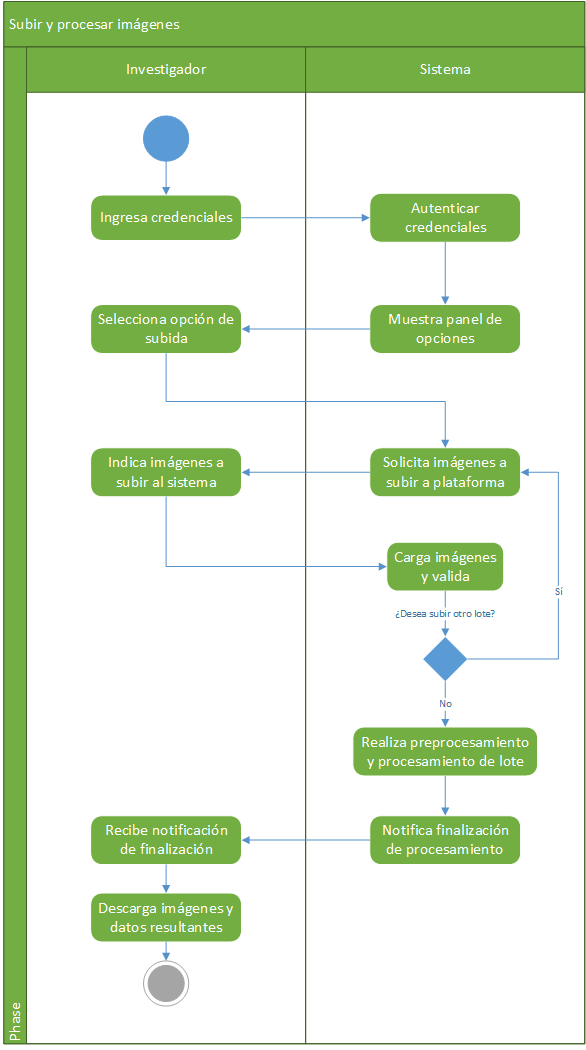 Subir y procesar imágenes
Investigador
Sistema
Ingresa credenciales
Autenticar
credenciales
Selecciona opción de
subida
Muestra panel de
opciones
Indica imágenes a
subir al sistema
Solicita imágenes a
subir a plataforma
Carga imágenes
y valida
Sí
¿Desea subir otro lote?
No
Realiza preprocesamiento
y procesamiento de lote
Recibe notificación
de finalización
Notifica finalización
de procesamiento
Descarga imágenes y
datos resultantes
Phase